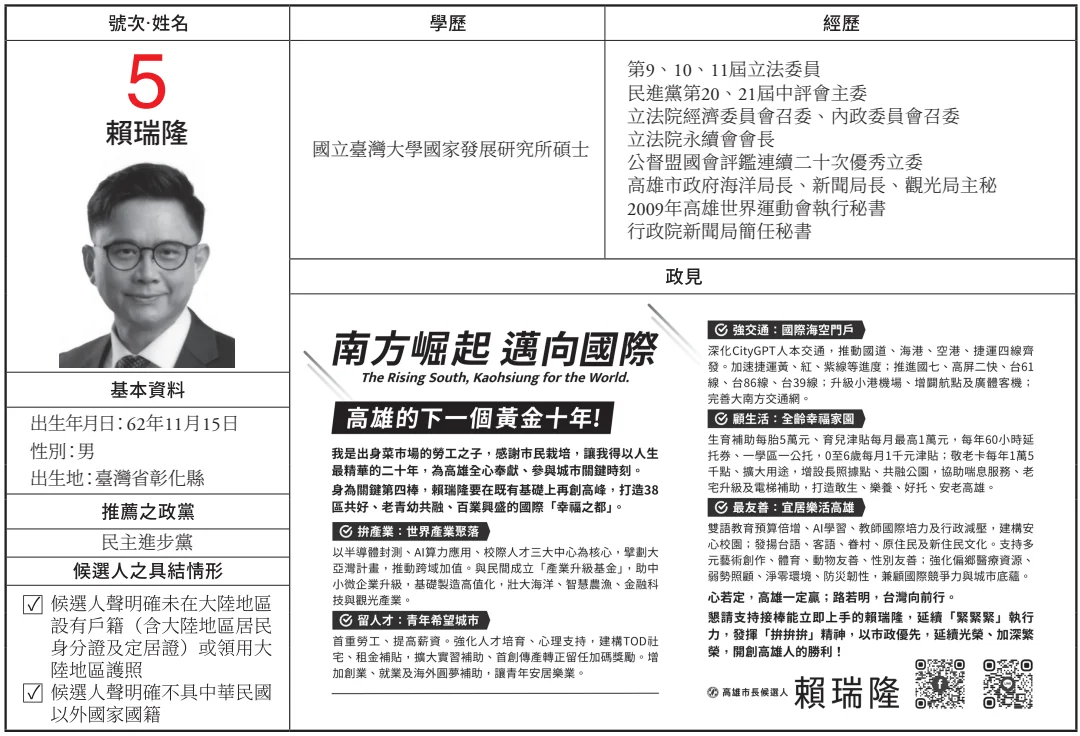 號次·姓名
5
賴瑞隆
基本資料
出生年月日：62年11月15日
性別：男
出生地：臺灣省彰化縣
推薦之政黨
民主進步黨
候選人之具結情形
候選人聲明確未在大陸地區
設有戶籍（含大陸地區居民
身分證及定居證）或領用大
陸地區護照
候選人聲明確不具中華民國
以外國家國籍
學歷
國立臺灣大學國家發展研究所碩士
經歷
第9、10、11屆立法委員
民進黨第20、21屆中評會主委
立法院經濟委員會召委、內政委員會召委
立法院永續會會長
公督盟國會評鑑連續二十次優秀立委
高雄市政府海洋局長、新聞局長、觀光局主秘
2009年高雄世界運動會執行秘書
行政院新聞局簡任秘書
政見
南方崛起 邁向國際
The Rising South, Kaohsiung for the World.
高雄的下一個黃金十年!
我是出身菜市場的勞工之子，感謝市民栽培，讓我得以人生
最精華的二十年，為高雄全心奉獻、參與城市關鍵時刻。
身為關鍵第四棒，賴瑞隆要在既有基礎上再創高峰，打造38
區共好、老青幼共融、百業興盛的國際「幸福之都」。
拚產業：世界產業聚落
以半導體封測、AI算力應用、校際人才三大中心為核心，擘劃大
亞灣計畫，推動跨域加值。與民間成立「產業升級基金」，助中
小微企業升級，基礎製造高值化，壯大海洋、智慧農漁、金融科
技與觀光產業。
留人才：青年希望城市
首重勞工、提高薪資。強化人才培育、心理支持，建構TOD社
宅、租金補貼，擴大實習補助、首創傳產轉正留任加碼獎勵。增
加創業、就業及海外圓夢補助，讓青年安居樂業。
強交通：國際海空門戶
深化CityGPT人本交通，推動國道、海港、空港、捷運四線齊
發。加速捷運黃、紅、紫線等進度；推進國七、高屏二快、台61
線、台86線、台39線；升級小港機場、增闢航點及廣體客機；
完善大南方交通網。
顧生活：全齡幸福家園
生育補助每胎5萬元、育兒津貼每月最高1萬元，每年60小時延
托券、一學區一公托，0至6歲每月1千元津貼；敬老卡每年1萬5
千點、擴大用途，增設長照據點、共融公園，協助喘息服務、老
宅升級及電梯補助，打造敢生、樂養、好托、安老高雄。
最友善：宜居樂活高雄
雙語教育預算倍增、AI學習、教師國際培力及行政減壓，建構安
心校園；發揚台語、客語、眷村、原住民及新住民文化。支持多
元藝術創作、體育、動物友善、性別友善；強化偏鄉醫療資源、
弱勢照顧、淨零環境、防災韌性，兼顧國際競爭力與城市底蘊。
心若定，高雄一定贏；路若明，台灣向前行。
懇請支持接棒能立即上手的賴瑞隆，延續「緊緊緊」執行
力，發揮「拚拚拚」精神，以市政優先，延續光榮、加深繁
榮，開創高雄人的勝利！
高雄市長候選人 賴瑞隆